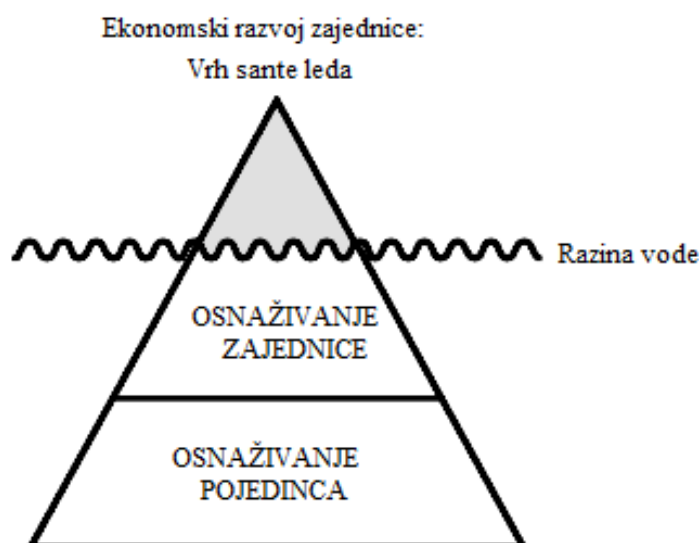 Ekonomski razvoj zajednice:
Vrh sante leda
Razina vode
OSNAŽIVANJE
ZAJEDNICE
OSNAŽIVANJE
POJEDINCA